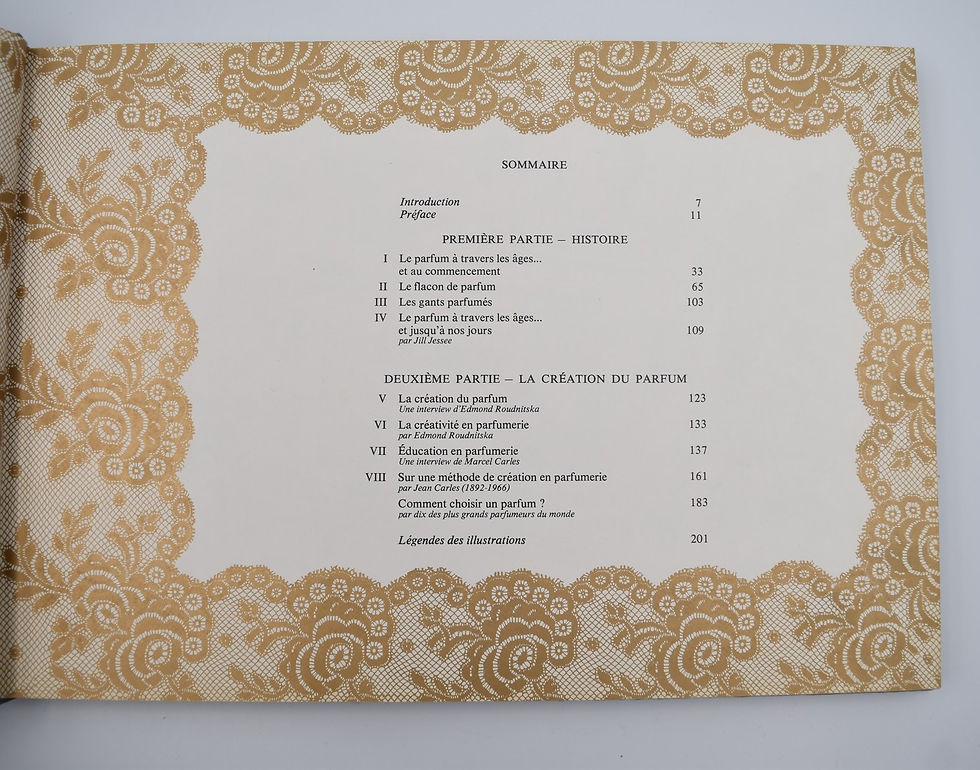 SOMMAIRE
Introduction 7
Préface 11
PREMIÈRE PARTIE – HISTOIRE
I Le parfum à travers les âges...
et au commencement 33
II Le flacon de parfum 65
III Les gants parfumés 103
IV Le parfum à travers les âges...
et jusqu'à nos jours 109
par Jill Jessee
DEUXIÈME PARTIE – LA CRÉATION DU PARFUM
V La création du parfum 123
Une interview d'Edmond Roudnitska
VI La créativité en parfumerie 133
par Edmond Roudnitska
VII Éducation en parfumerie 137
Une interview de Marcel Carles
VIII Sur une méthode de création en parfumerie 161
par Jean Carles (1892-1966)
Comment choisir un parfum ? 183
par dix des plus grands parfumeurs du monde
Légendes des illustrations 201